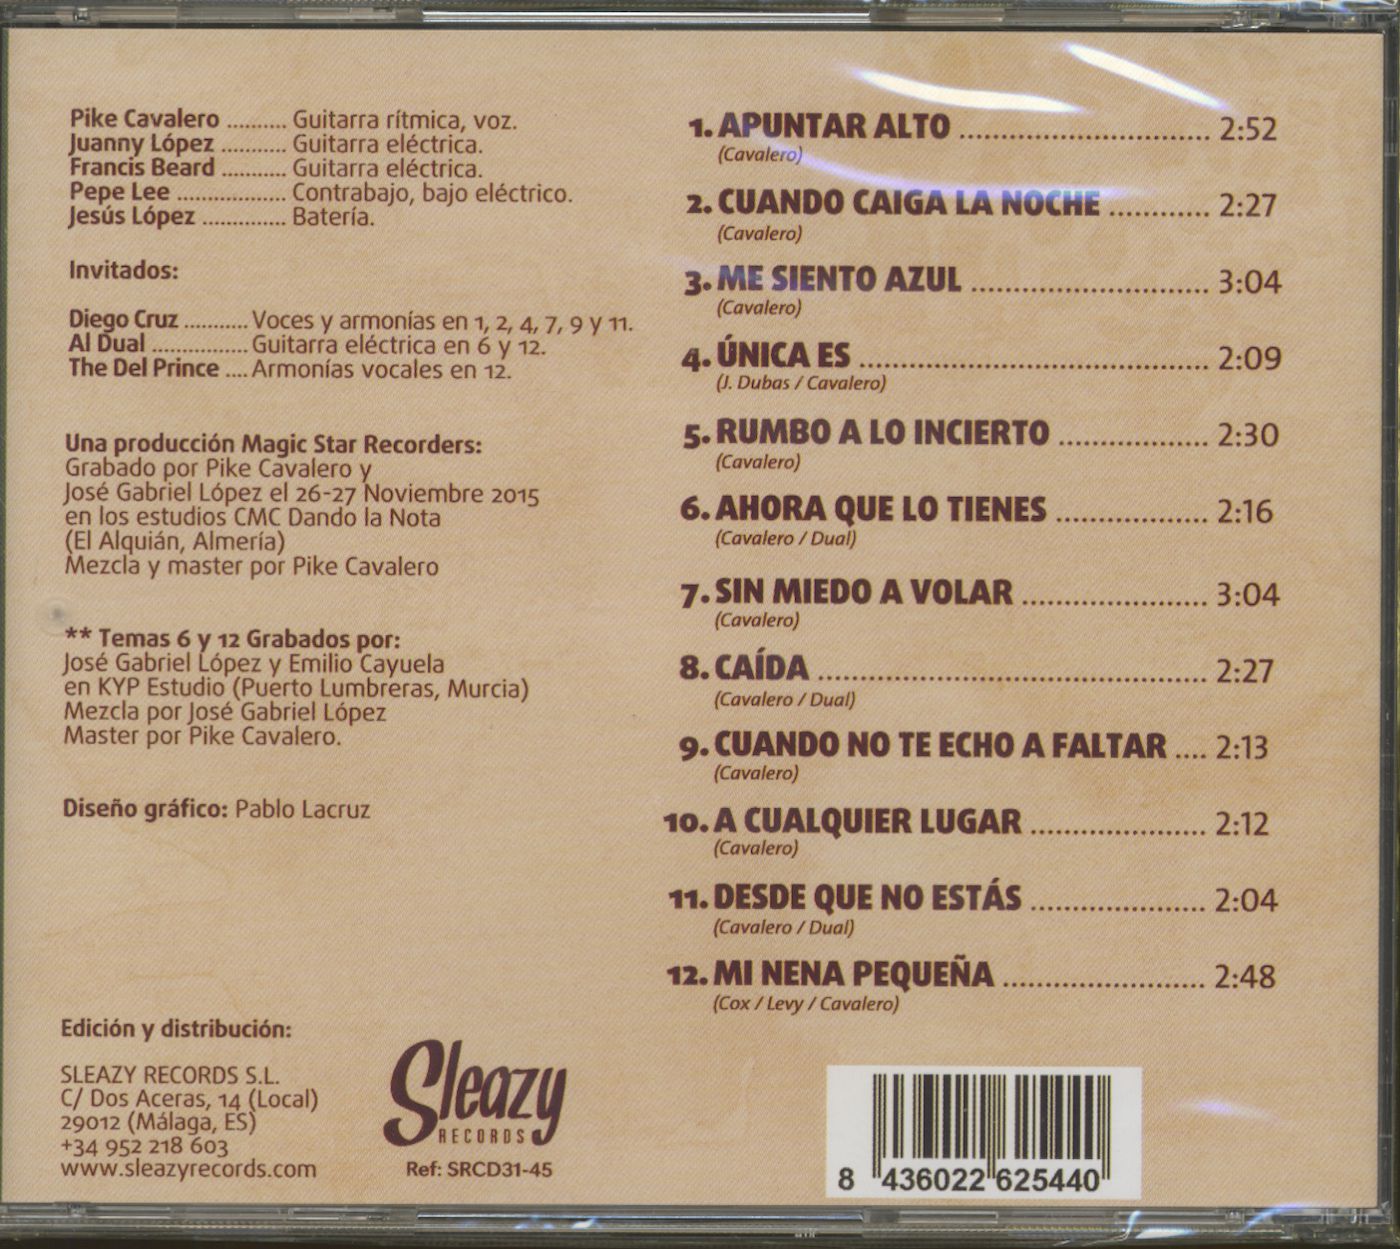 Pike Cavalero .......... Guitarra rítmica, voz.
Juanny López ........... Guitarra eléctrica.
Francis Beard ........... Guitarra eléctrica.
Pepe Lee .................. Contrabajo, bajo eléctrico.
Jesús López .............. Batería.
Invitados:
Diego Cruz ........... Voces y armonías en 1, 2, 4, 7, 9 y 11.
Al Dual ................ Guitarra eléctrica en 6 y 12.
The Del Prince .... Armonías vocales en 12.
Una producción Magic Star Recorders:
Grabado por Pike Cavalero y
José Gabriel López el 26-27 Noviembre 2015
en los estudios CMC Dando la Nota
(El Alquián, Almería)
Mezcla y master por Pike Cavalero
** Temas 6 y 12 Grabados por:
José Gabriel López y Emilio Cayuela
en KYP Estudio (Puerto Lumbreras, Murcia)
Mezcla por José Gabriel López
Master por Pike Cavalero.
Diseño gráfico: Pablo Lacruz
Edición y distribución:
SLEAZY RECORDS S.L.
C/ Dos Aceras, 14 (Local)
29012 (Málaga, ES)
+34 952 218 603
www.sleazyrecords.com
Sleazy
RECORDS
Ref: SRCD31-45
1. APUNTAR ALTO ................................ 2:52
(Cavalero)
2. CUANDO CAIGA LA NOCHE ............ 2:27
(Cavalero)
3. ME SIENTO AZUL .............................. 3:04
(Cavalero)
4. ÚNICA ES ............................................ 2:09
(J. Dubas / Cavalero)
5. RUMBO A LO INCIERTO ................... 2:30
(Cavalero)
6. AHORA QUE LO TIENES ................... 2:16
(Cavalero / Dual)
7. SIN MIEDO A VOLAR ........................ 3:04
(Cavalero)
8. CAÍDA ................................................. 2:27
(Cavalero / Dual)
9. CUANDO NO TE ECHO A FALTAR .... 2:13
(Cavalero)
10. A CUALQUIER LUGAR ...................... 2:12
(Cavalero)
11. DESDE QUE NO ESTÁS ...................... 2:04
(Cavalero / Dual)
12. MI NENA PEQUEÑA .......................... 2:48
(Cox / Levy / Cavalero)
8 436022 625440